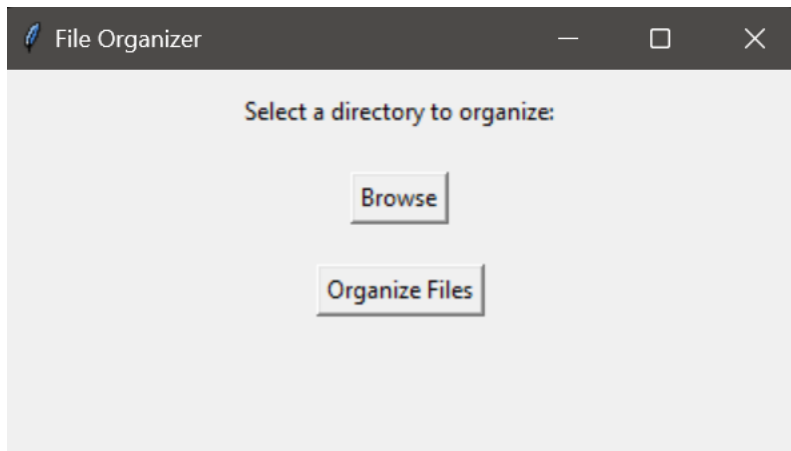 File Organizer
Select a directory to organize:
Browse
Organize Files